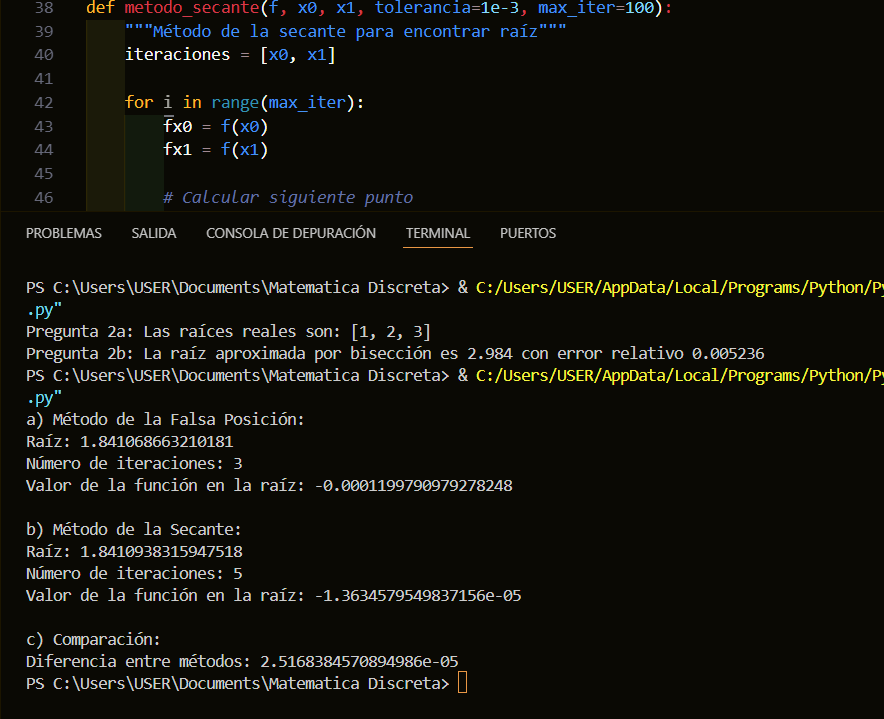 38 def metodo_secante(f, x0, x1, tolerancia=1e-3, max_iter=100):
39 """Método de la secante para encontrar raíz"""
40 iteraciones = [x0, x1]
41
42 for i in range(max_iter):
43 fx0 = f(x0)
44 fx1 = f(x1)
45
46 # Calcular siguiente punto
PROBLEMAS SALIDA CONSOLA DE DEPURACIÓN TERMINAL PUERTOS
PS C:\Users\USER\Documents\Matematica Discreta> & C:/Users/USER/AppData/Local/Programs/Python/Py
.py"
Pregunta 2a: Las raíces reales son: [1, 2, 3]
Pregunta 2b: La raíz aproximada por bisección es 2.984 con error relativo 0.005236
PS C:\Users\USER\Documents\Matematica Discreta> & C:/Users/USER/AppData/Local/Programs/Python/Py
.py"
a) Método de la Falsa Posición:
Raíz: 1.841068663210181
Número de iteraciones: 3
Valor de la función en la raíz: -0.0001199790979278248
b) Método de la Secante:
Raíz: 1.8410938315947518
Número de iteraciones: 5
Valor de la función en la raíz: -1.3634579549837156e-05
c) Comparación:
Diferencia entre métodos: 2.5168384570894986e-05
PS C:\Users\USER\Documents\Matematica Discreta>